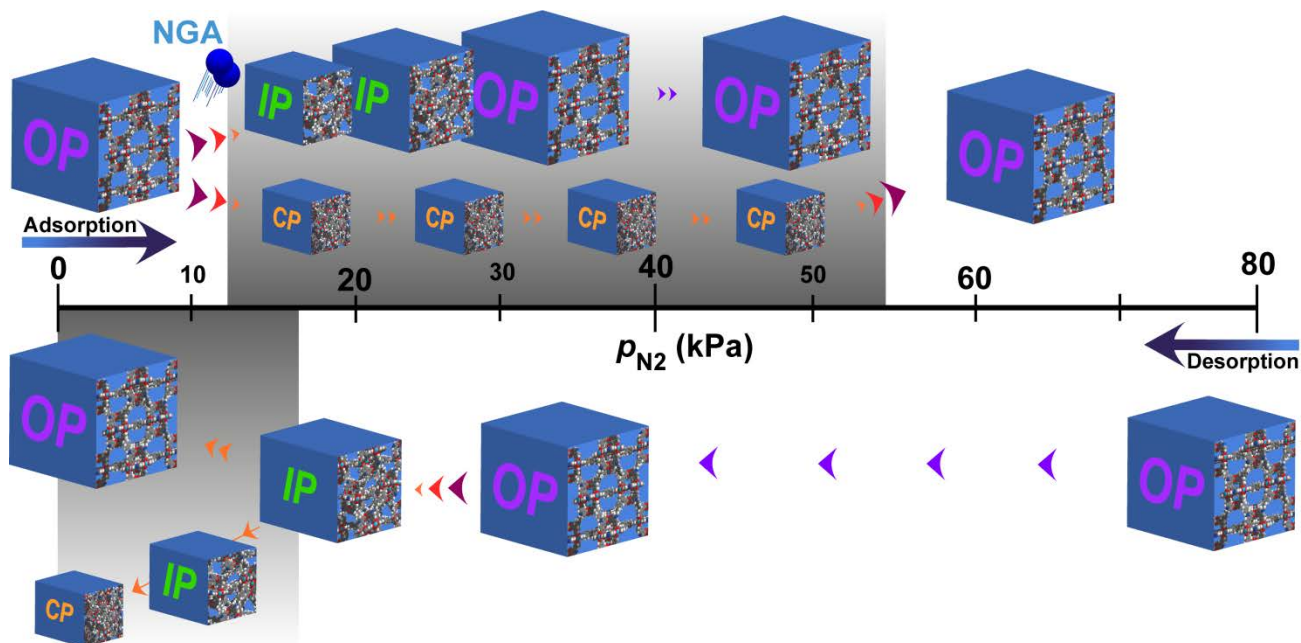 NGA
OP IP IP OP OP OP
CP CP CP CP
Adsorption
0 10 20 30 40 50 60 80
pN2 (kPa)
Desorption
OP IP OP OP
IP
CP